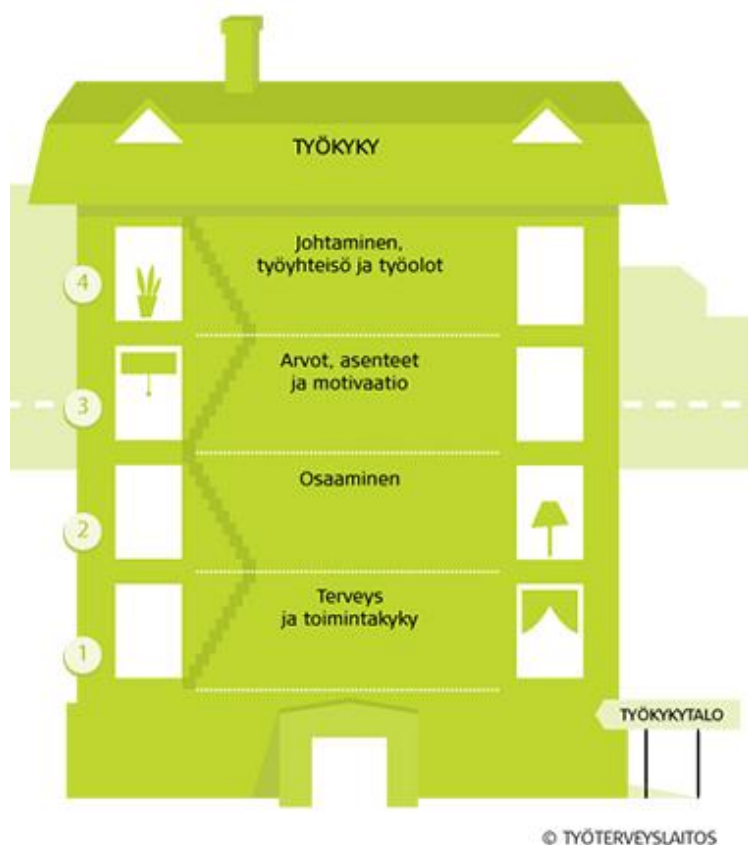 TYÖKYKY
4
Johtaminen,
työyhteisö ja työolot
3
Arvot, asenteet
ja motivaatio
2
Osaaminen
1
Terveys
ja toimintakyky
TYÖKYKYTALO
© TYÖTERVEYSLAITOS